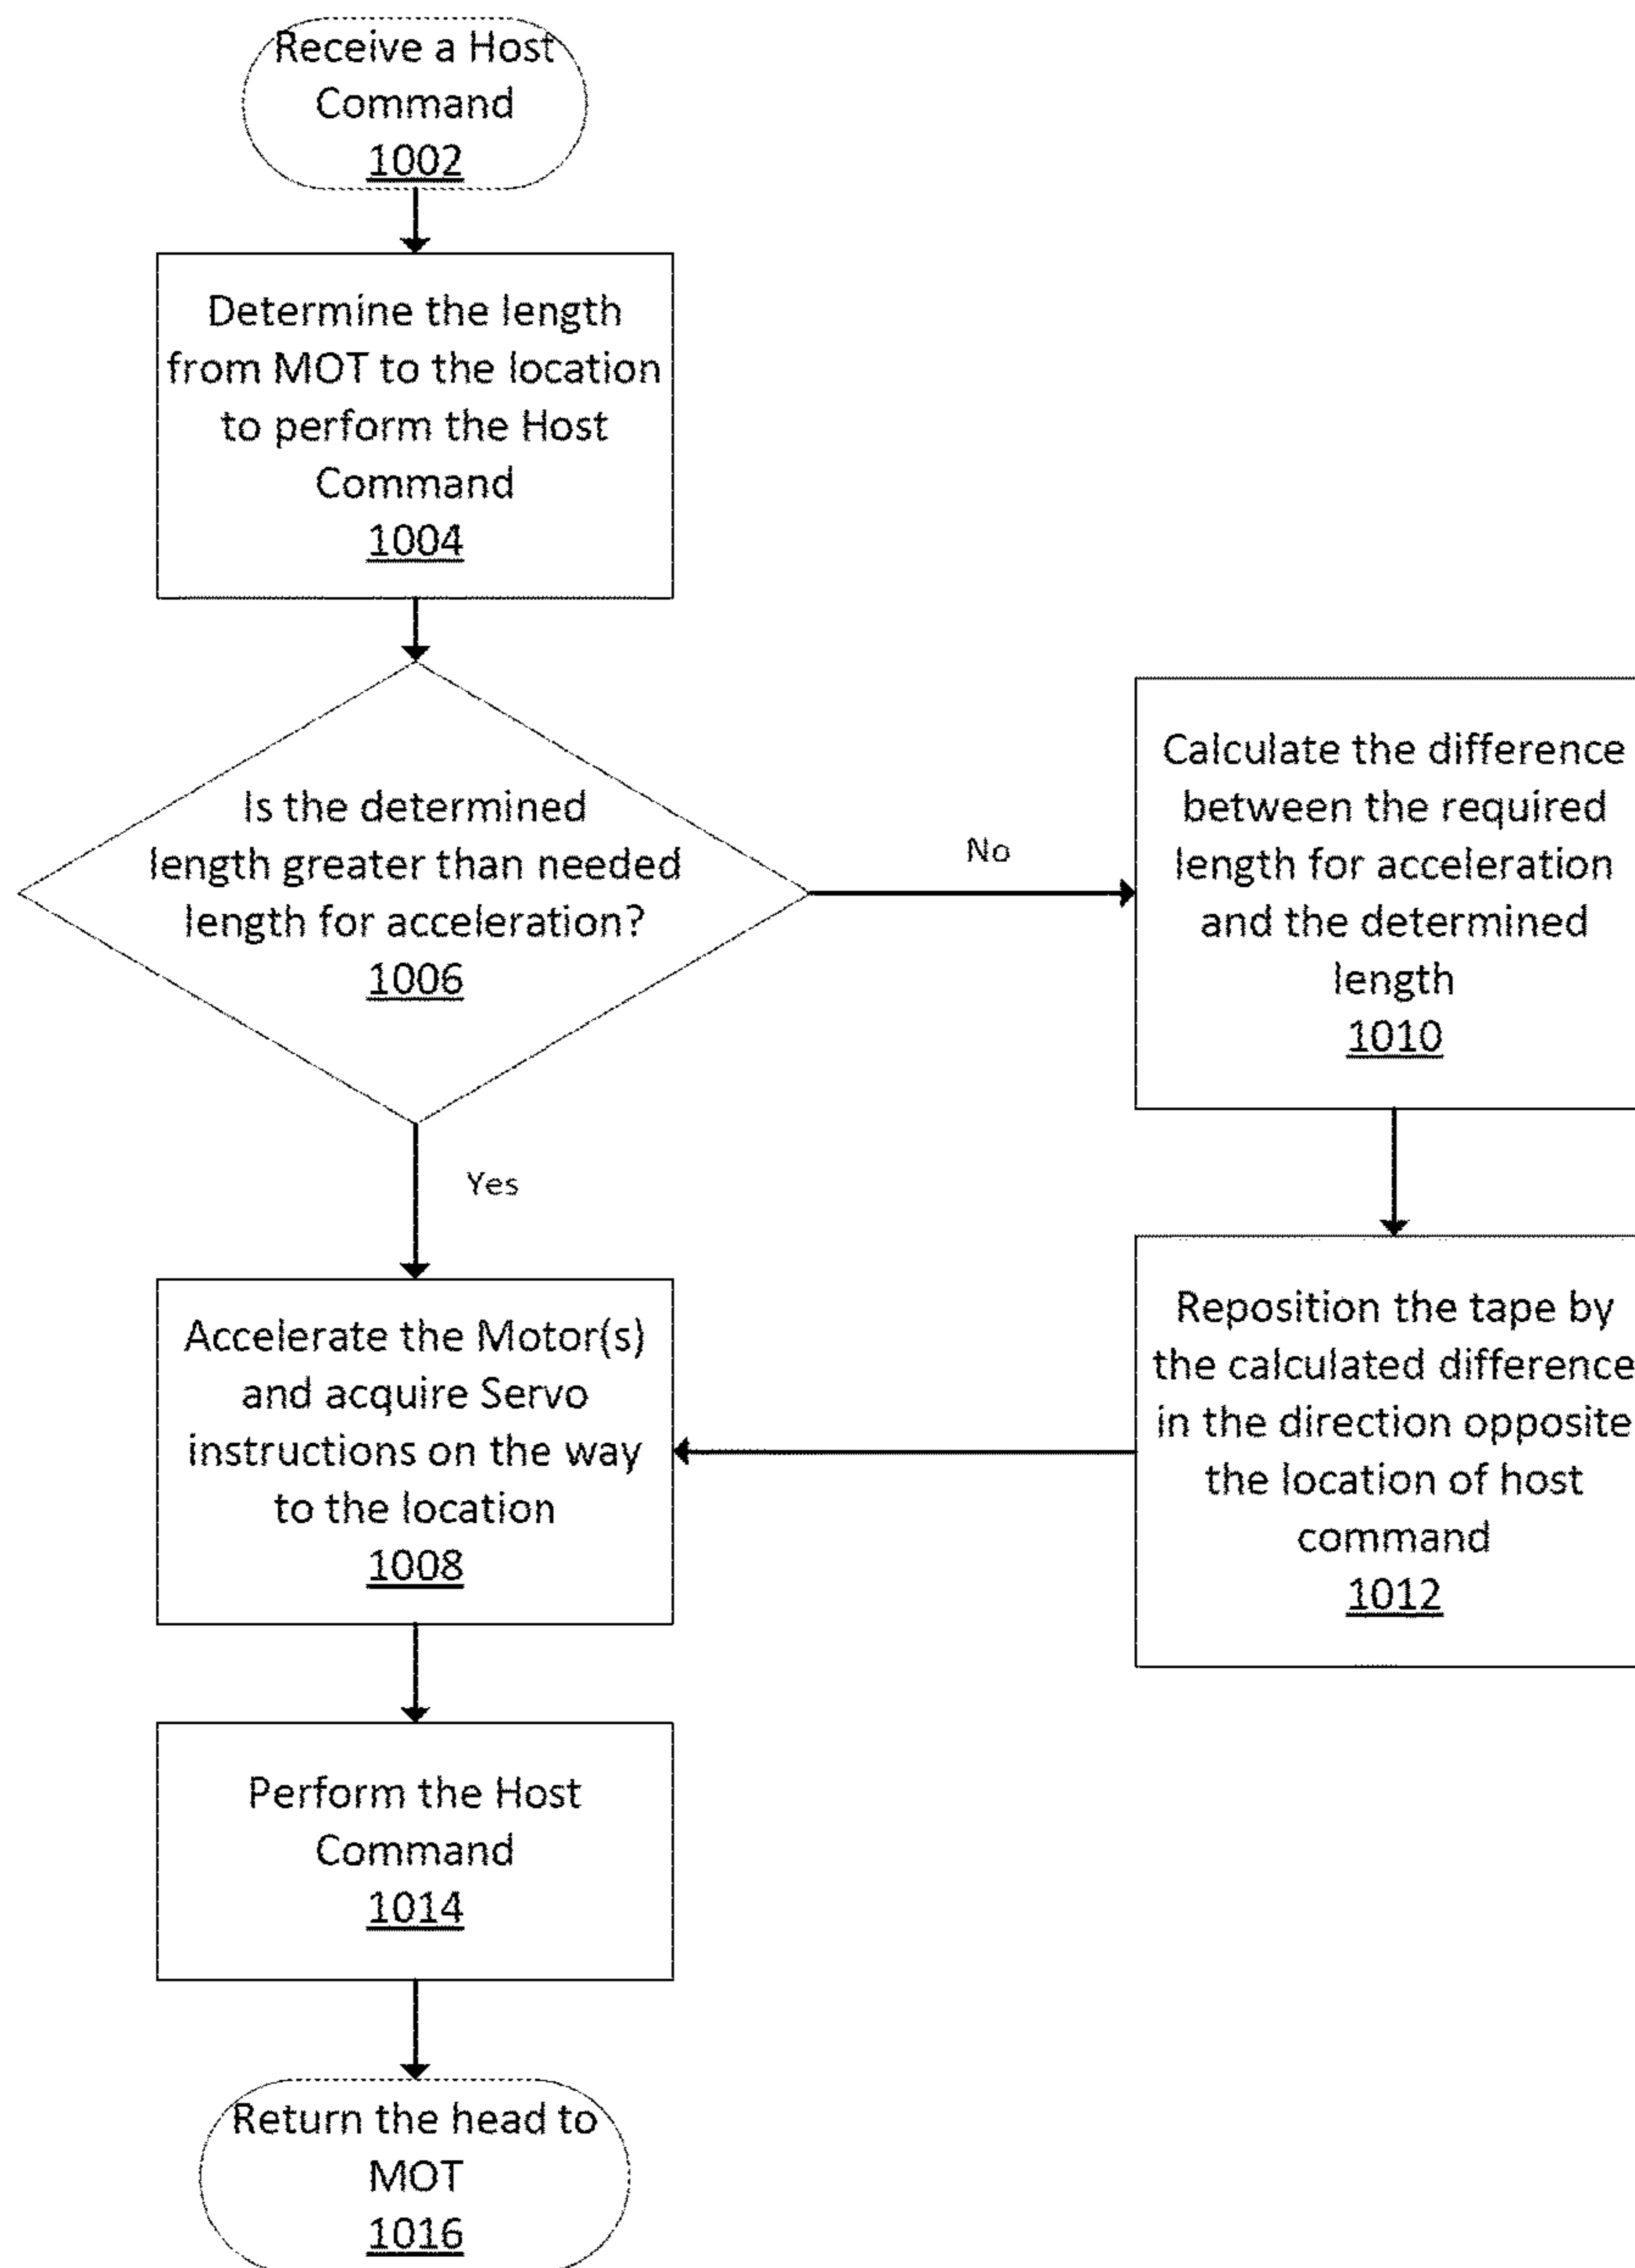 Receive a Host
Command
1002
Determine the length
from MOT to the location
to perform the Host
Command
1004
Is the determined
length greater than needed
length for acceleration?
1006
No
Calculate the difference
between the required
length for acceleration
and the determined
length
1010
Yes
Accelerate the Motor(s)
and acquire Servo
instructions on the way
to the location
1008
Reposition the tape by
the calculated difference
in the direction opposite
the location of host
command
1012
Perform the Host
Command
1014
Return the head to
MOT
1016